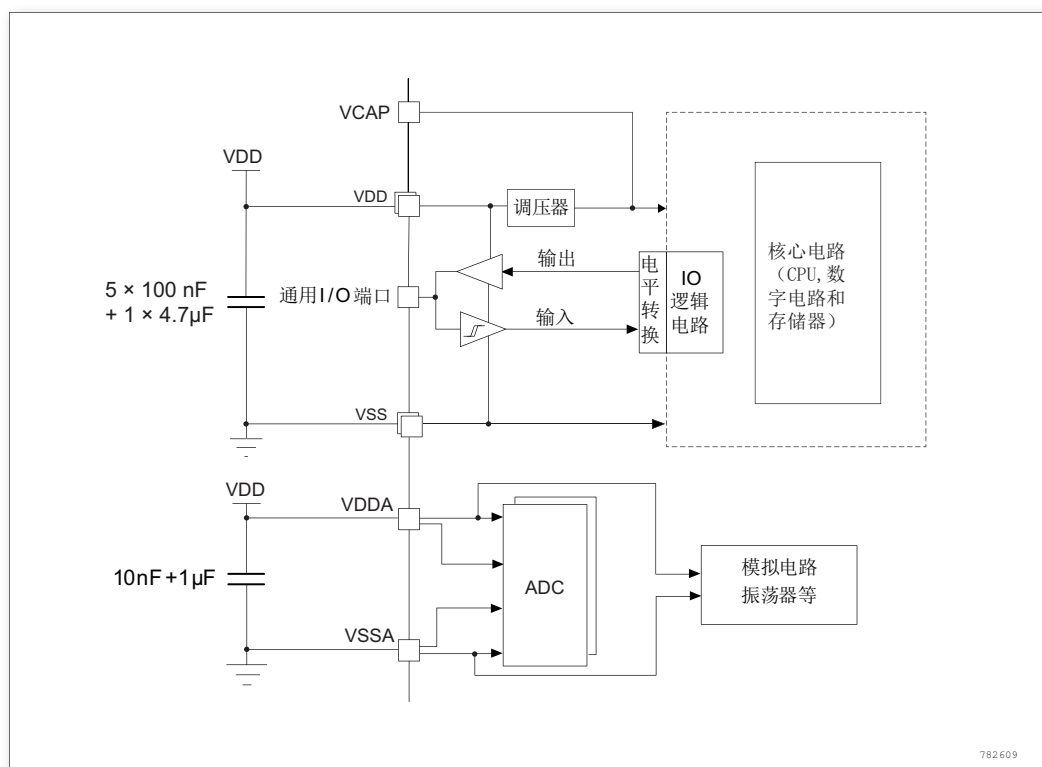 VCAP
VDD
VDD
调压器
输出
电平转换
IO
逻辑
电路
核心电路
（CPU,数
字电路和
存储器）
5 × 100 nF
+ 1 × 4.7µF
通用I/O端口
输入
VSS
VDD
VDDA
10nF+1µF
ADC
模拟电路
振荡器等
VSSA
782609